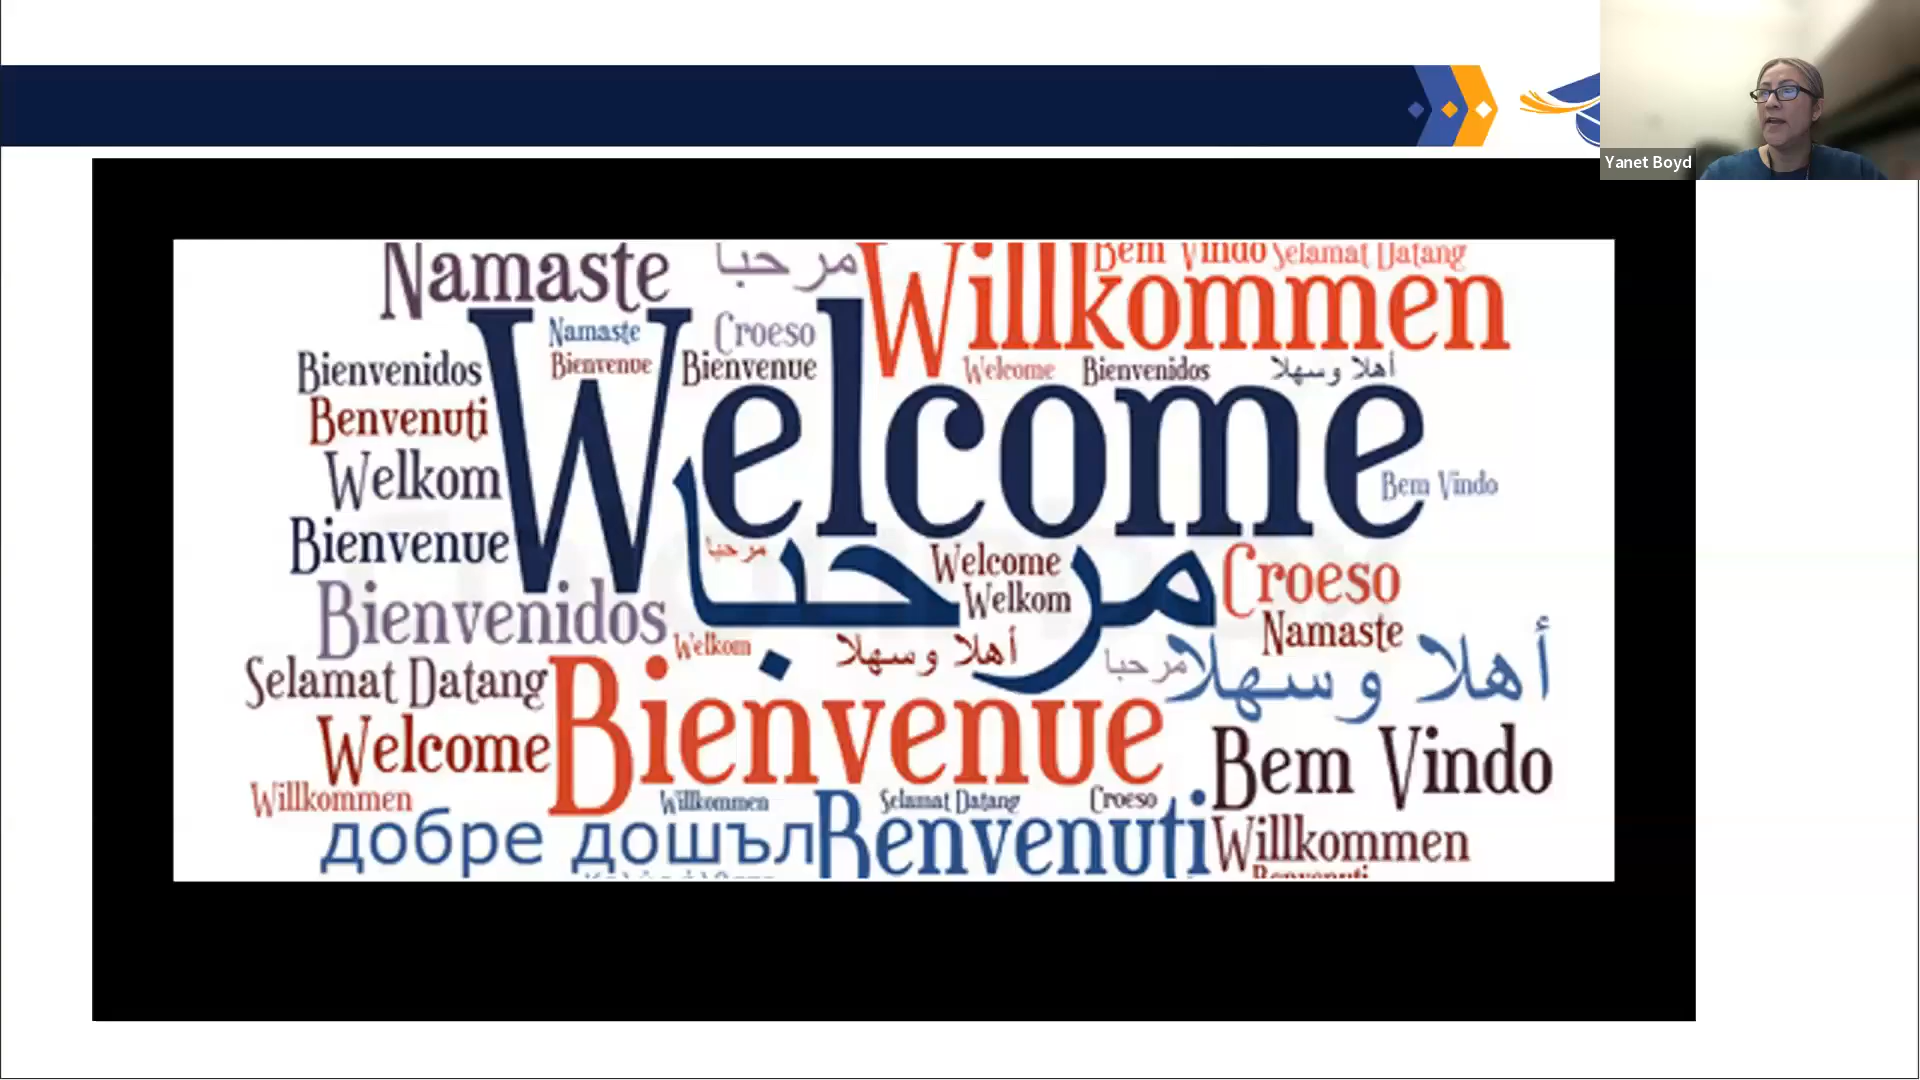 Yanet Boyd
Namaste
مرحبا
Willkommen
Bem Vindo
Selamat Datang
Namaste
Croeso
Bienvenidos
Bienvenue
Bienvenue
Welcome
Bienvenidos
أهلا وسهلا
Benvenuti
Welcome
Welkom
Bem Vindo
Bienvenue
مرحبا
مرحبا
Welcome
Welkom
Croeso
Bienvenidos
Namaste
Welkom
أهلا وسهلا
مرحبا
أهلا وسهلا
Selamat Datang
Bienvenue
Welcome
Bem Vindo
Willkommen
Willkommen
Selamat Datang
Croeso
добре дошъл
Benvenuti
Willkommen
Benvenuti